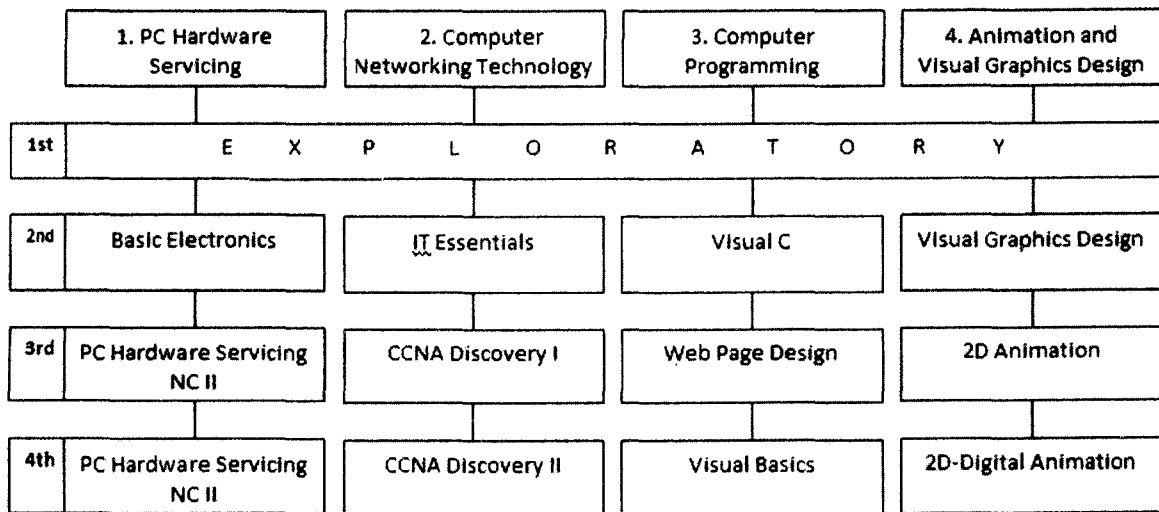 1. PC Hardware
Servicing
2. Computer
Networking Technology
3. Computer
Programming
4. Animation and
Visual Graphics Design
1st
E X P L O R A T O R Y
2nd
Basic Electronics
IT Essentials
Visual C
Visual Graphics Design
3rd
PC Hardware Servicing
NC II
CCNA Discovery I
Web Page Design
2D Animation
4th
PC Hardware Servicing
NC II
CCNA Discovery II
Visual Basics
2D-Digital Animation